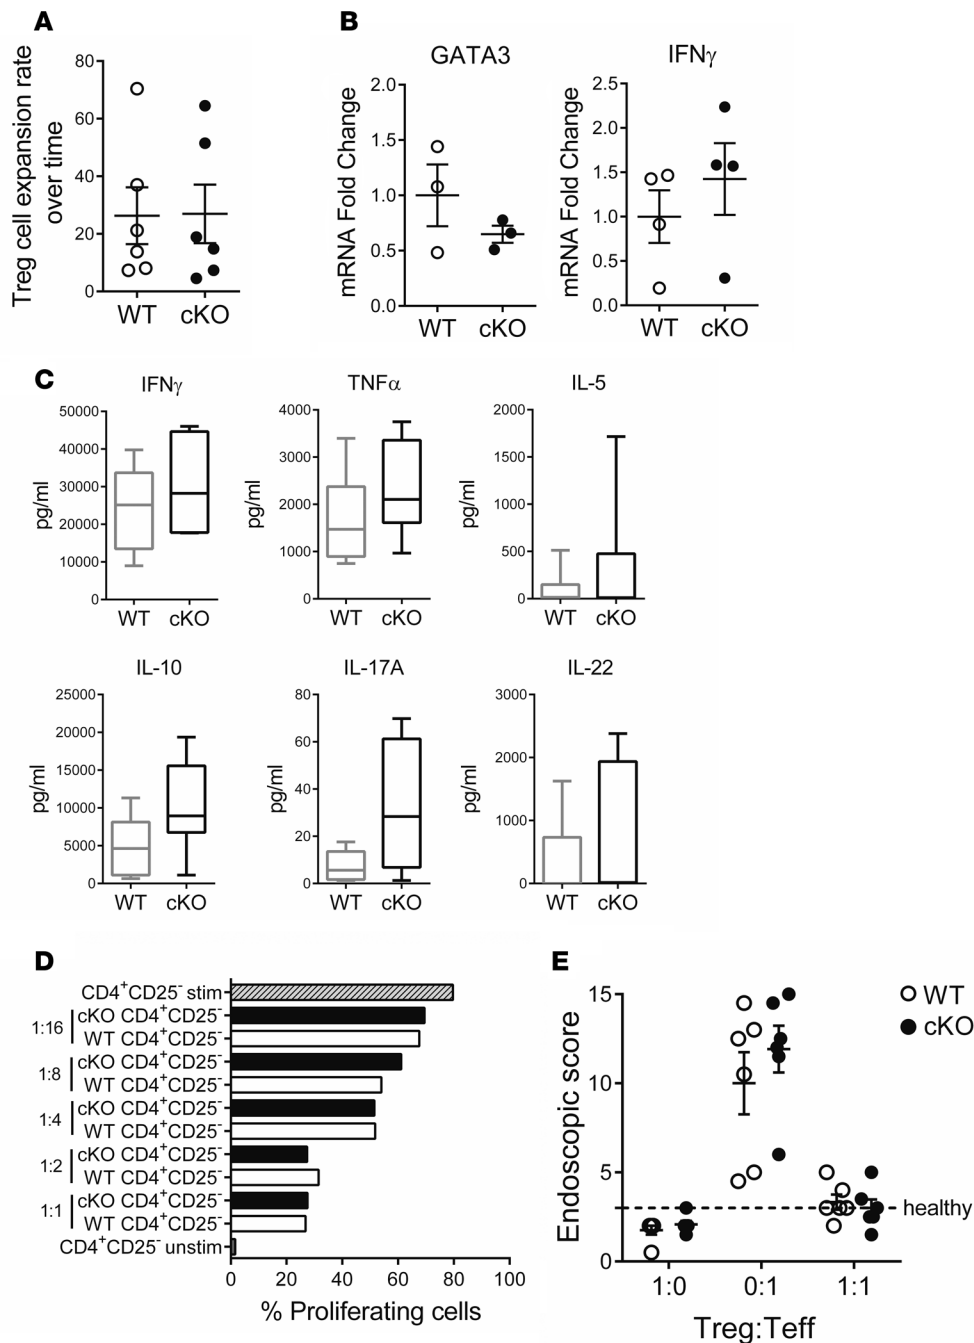 A
Treg cell expansion rate
over time
80
60
40
20
0
WT cKO
B
GATA3
mRNA Fold Change
2.0
1.5
1.0
0.5
0.0
WT cKO
IFNγ
mRNA Fold Change
2.5
2.0
1.5
1.0
0.5
0.0
WT cKO
C
IFNγ
pg/ml
50000
40000
30000
20000
10000
0
WT cKO
TNFα
pg/ml
4000
3000
2000
1000
0
WT cKO
IL-5
pg/ml
2000
1500
1000
500
0
WT cKO
IL-10
pg/ml
25000
20000
15000
10000
5000
0
WT cKO
IL-17A
pg/ml
80
60
40
20
0
WT cKO
IL-22
pg/ml
3000
2000
1000
0
WT cKO
D
CD4⁺CD25⁻ stim
1:16
cKO CD4⁺CD25⁻
WT CD4⁺CD25⁻
1:8
cKO CD4⁺CD25⁻
WT CD4⁺CD25⁻
1:4
cKO CD4⁺CD25⁻
WT CD4⁺CD25⁻
1:2
cKO CD4⁺CD25⁻
WT CD4⁺CD25⁻
1:1
cKO CD4⁺CD25⁻
WT CD4⁺CD25⁻
CD4⁺CD25⁻ unstim
0 20 40 60 80 100
% Proliferating cells
E
WT
cKO
Endoscopic score
15
10
5
0
healthy
1:0 0:1 1:1
Treg:Teff